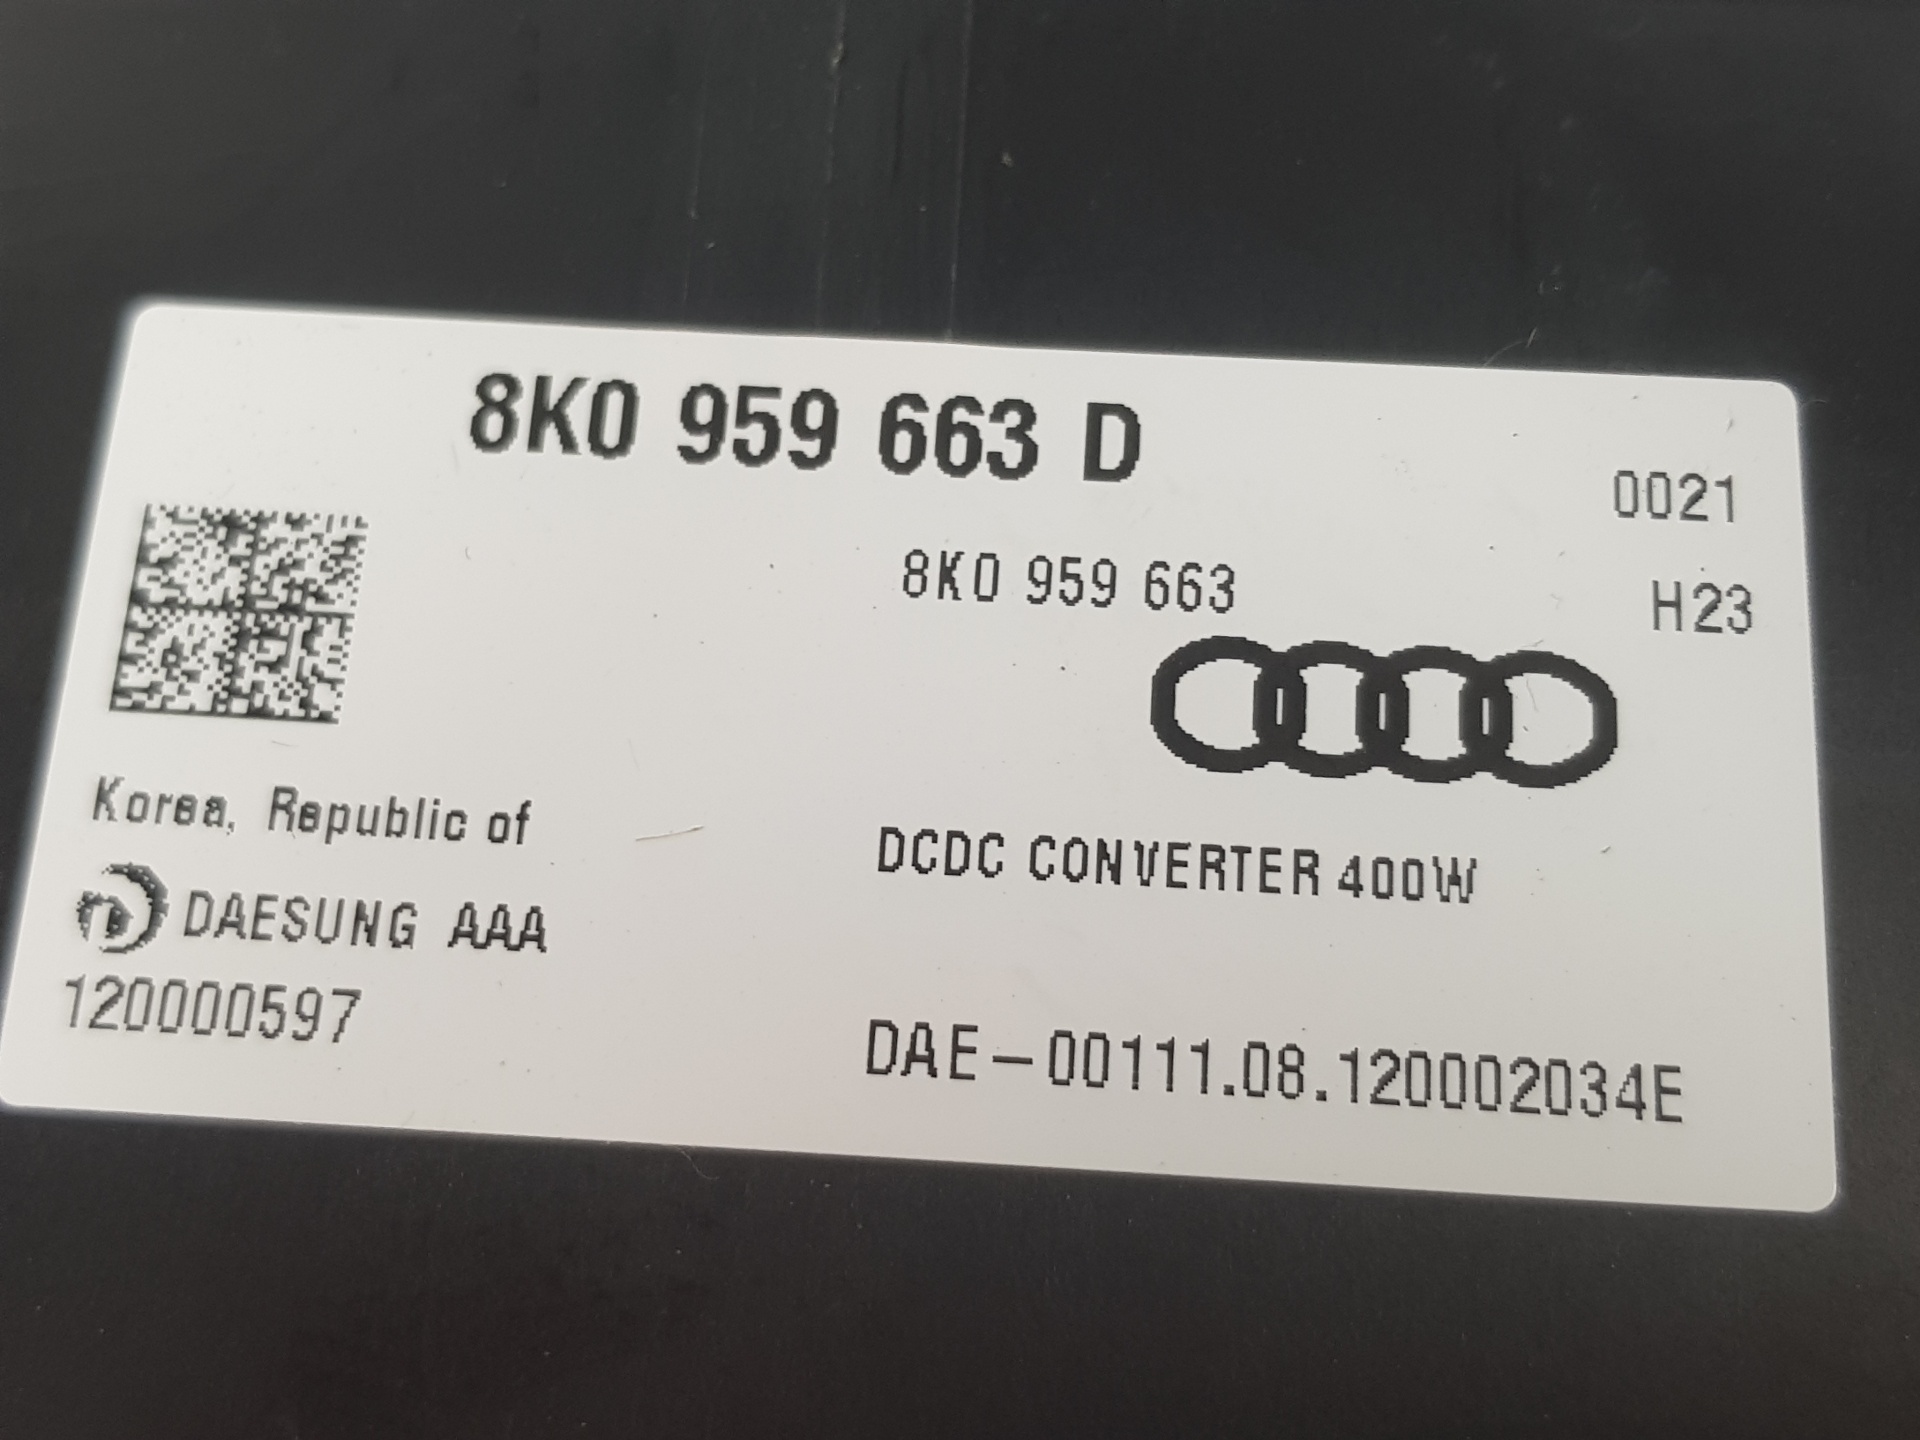 8K0 959 663 D
0021
8K0 959 663
H23
Korea, Republic of
DCDC CONVERTER 400W
DAESUNG AAA
120000597
DAE-00111.08.120002034E